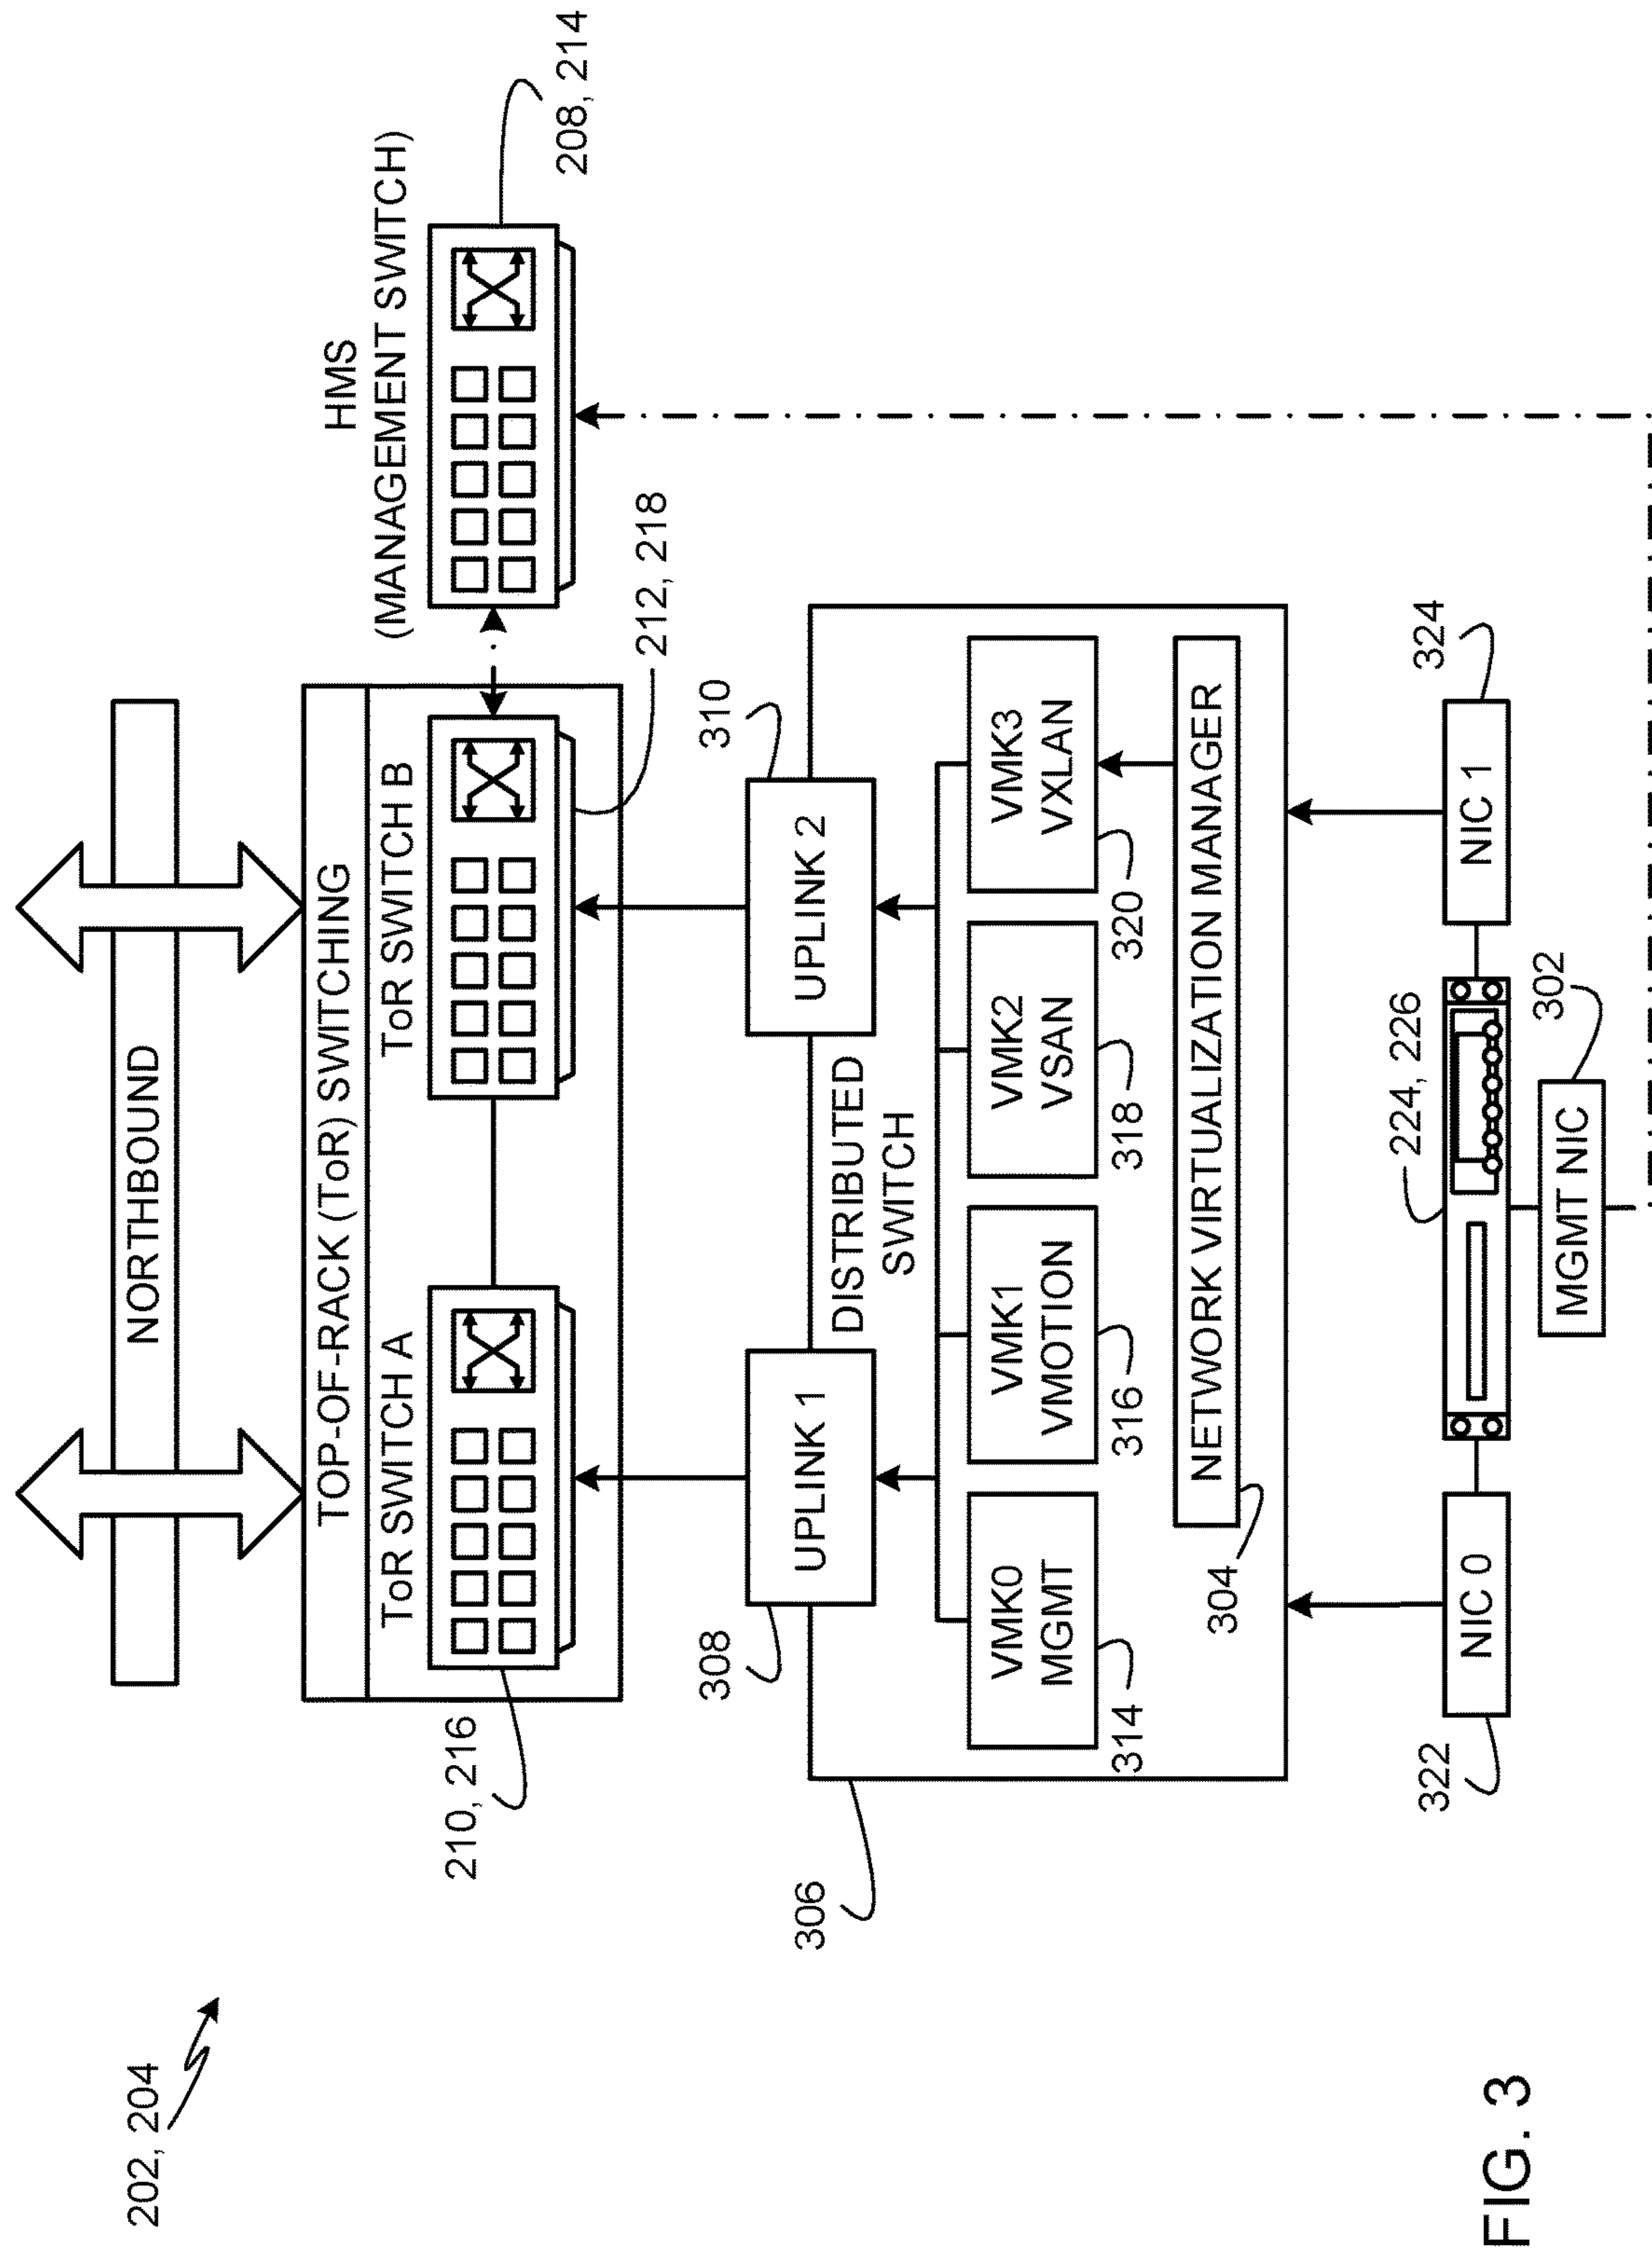 202, 204
NORTHBOUND
TOP-OF-RACK (ToR) SWITCHING
ToR SWITCH A
ToR SWITCH B
HMS
(MANAGEMENT SWITCH)
210, 216
212, 218
208, 214
308
UPLINK 1
310
UPLINK 2
306
DISTRIBUTED
SWITCH
VMK0
MGMT
VMK1
VMOTION
VMK2
VSAN
VMK3
VXLAN
314
316
318
320
NETWORK VIRTUALIZATION MANAGER
304
322
NIC 0
224, 226
NIC 1
324
MGMT NIC
302
FIG. 3